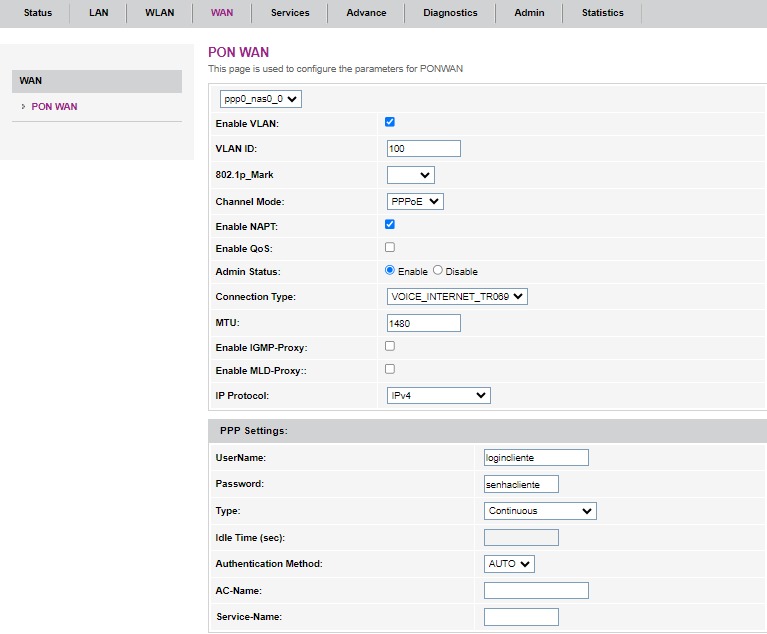 Status LAN WLAN WAN Services Advance Diagnostics Admin Statistics
WAN
> PON WAN
PON WAN
This page is used to configure the parameters for PONWAN
ppp0_nas0_0
Enable VLAN:
VLAN ID: 100
802.1p_Mark
Channel Mode: PPPoE
Enable NAPT:
Enable QoS:
Admin Status: Enable Disable
Connection Type: VOICE_INTERNET_TR069
MTU: 1480
Enable IGMP-Proxy:
Enable MLD-Proxy::
IP Protocol: IPv4
PPP Settings:
UserName: logincliente
Password: senhacliente
Type: Continuous
Idle Time (sec):
Authentication Method: AUTO
AC-Name:
Service-Name: